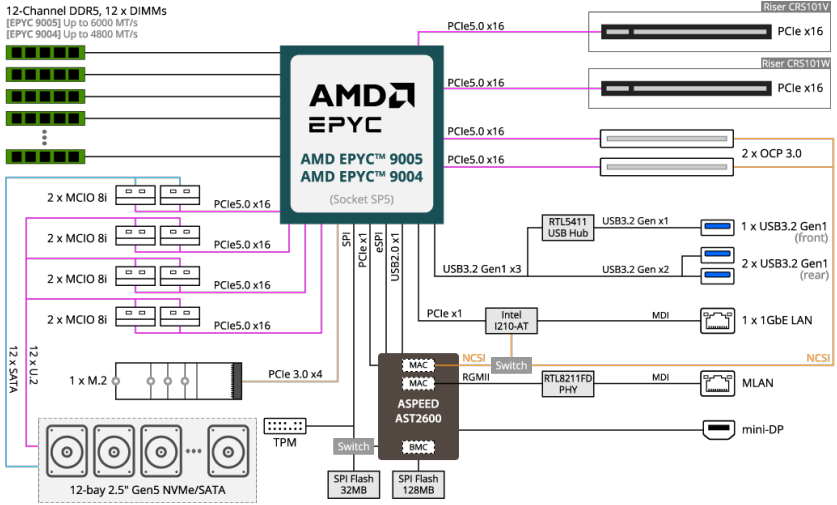 12-Channel DDR5, 12 x DIMMs
[EPYC 9005] Up to 6000 MT/s
[EPYC 9004] Up to 4800 MT/s
Riser CRS101V
PCIe5.0 x16
PCIe x16
Riser CRS101W
PCIe5.0 x16
PCIe x16
AMD
EPYC
AMD EPYC™ 9005
AMD EPYC™ 9004
(Socket SP5)
PCIe5.0 x16
PCIe5.0 x16
2 x OCP 3.0
2 x MCIO 8i
PCIe5.0 x16
2 x MCIO 8i
PCIe5.0 x16
2 x MCIO 8i
PCIe5.0 x16
2 x MCIO 8i
PCIe5.0 x16
SPI
PCIe x1
eSPI
USB2.0 x1
RTL5411
USB Hub
USB3.2 Gen x1
1 x USB3.2 Gen1
(front)
USB3.2 Gen1 x3
USB3.2 Gen x2
2 x USB3.2 Gen1
(rear)
PCIe x1
Intel
I210-AT
MDI
1 x 1GbE LAN
12 x SATA
12 x U.2
1 x M.2
PCIe 3.0 x4
MAC
NCSI
Switch
NCSI
MAC
RGMII
RTL8211FD
PHY
MDI
MLAN
ASPEED
AST2600
TPM
Switch
BMC
mini-DP
SPI Flash
32MB
SPI Flash
128MB
12-bay 2.5" Gen5 NVMe/SATA